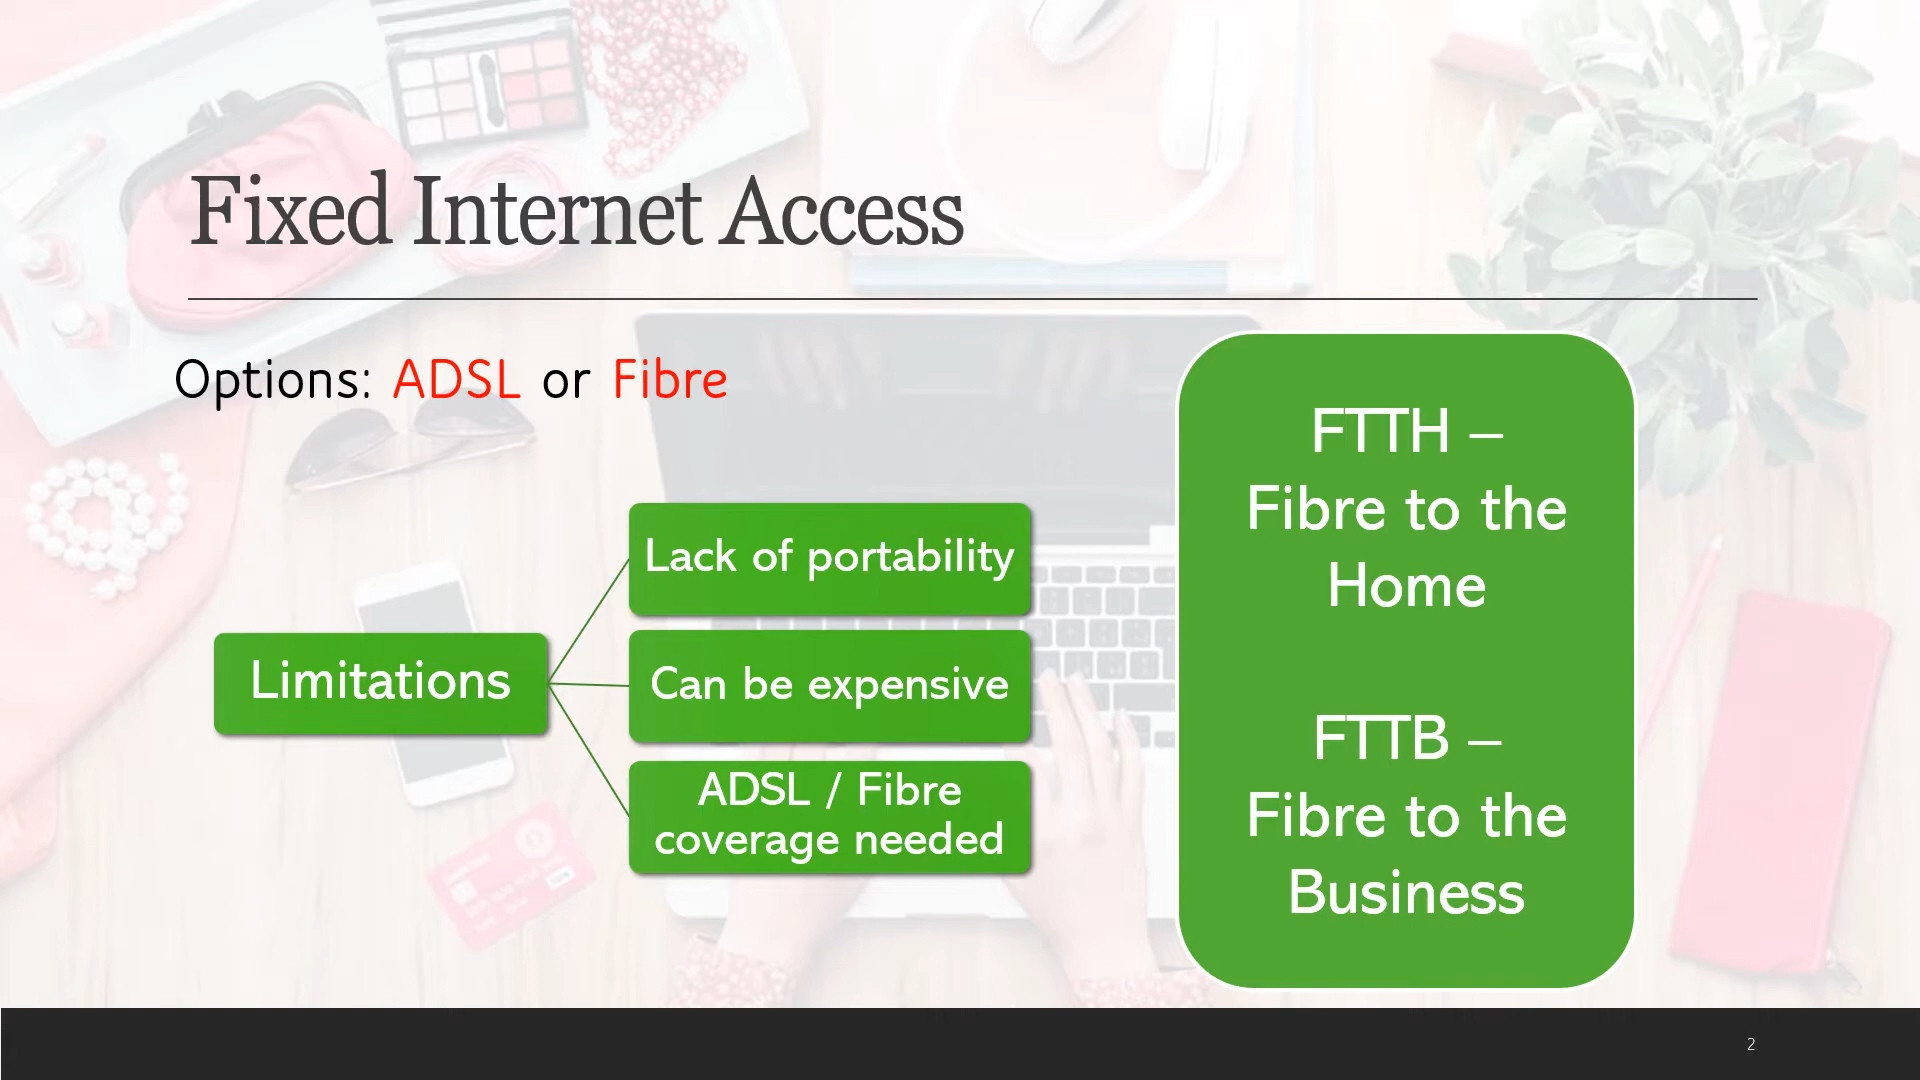 Fixed Internet Access
Options: ADSL or Fibre
Limitations
Lack of portability
Can be expensive
ADSL / Fibre
coverage needed
FTTH –
Fibre to the
Home
FTTB –
Fibre to the
Business
2